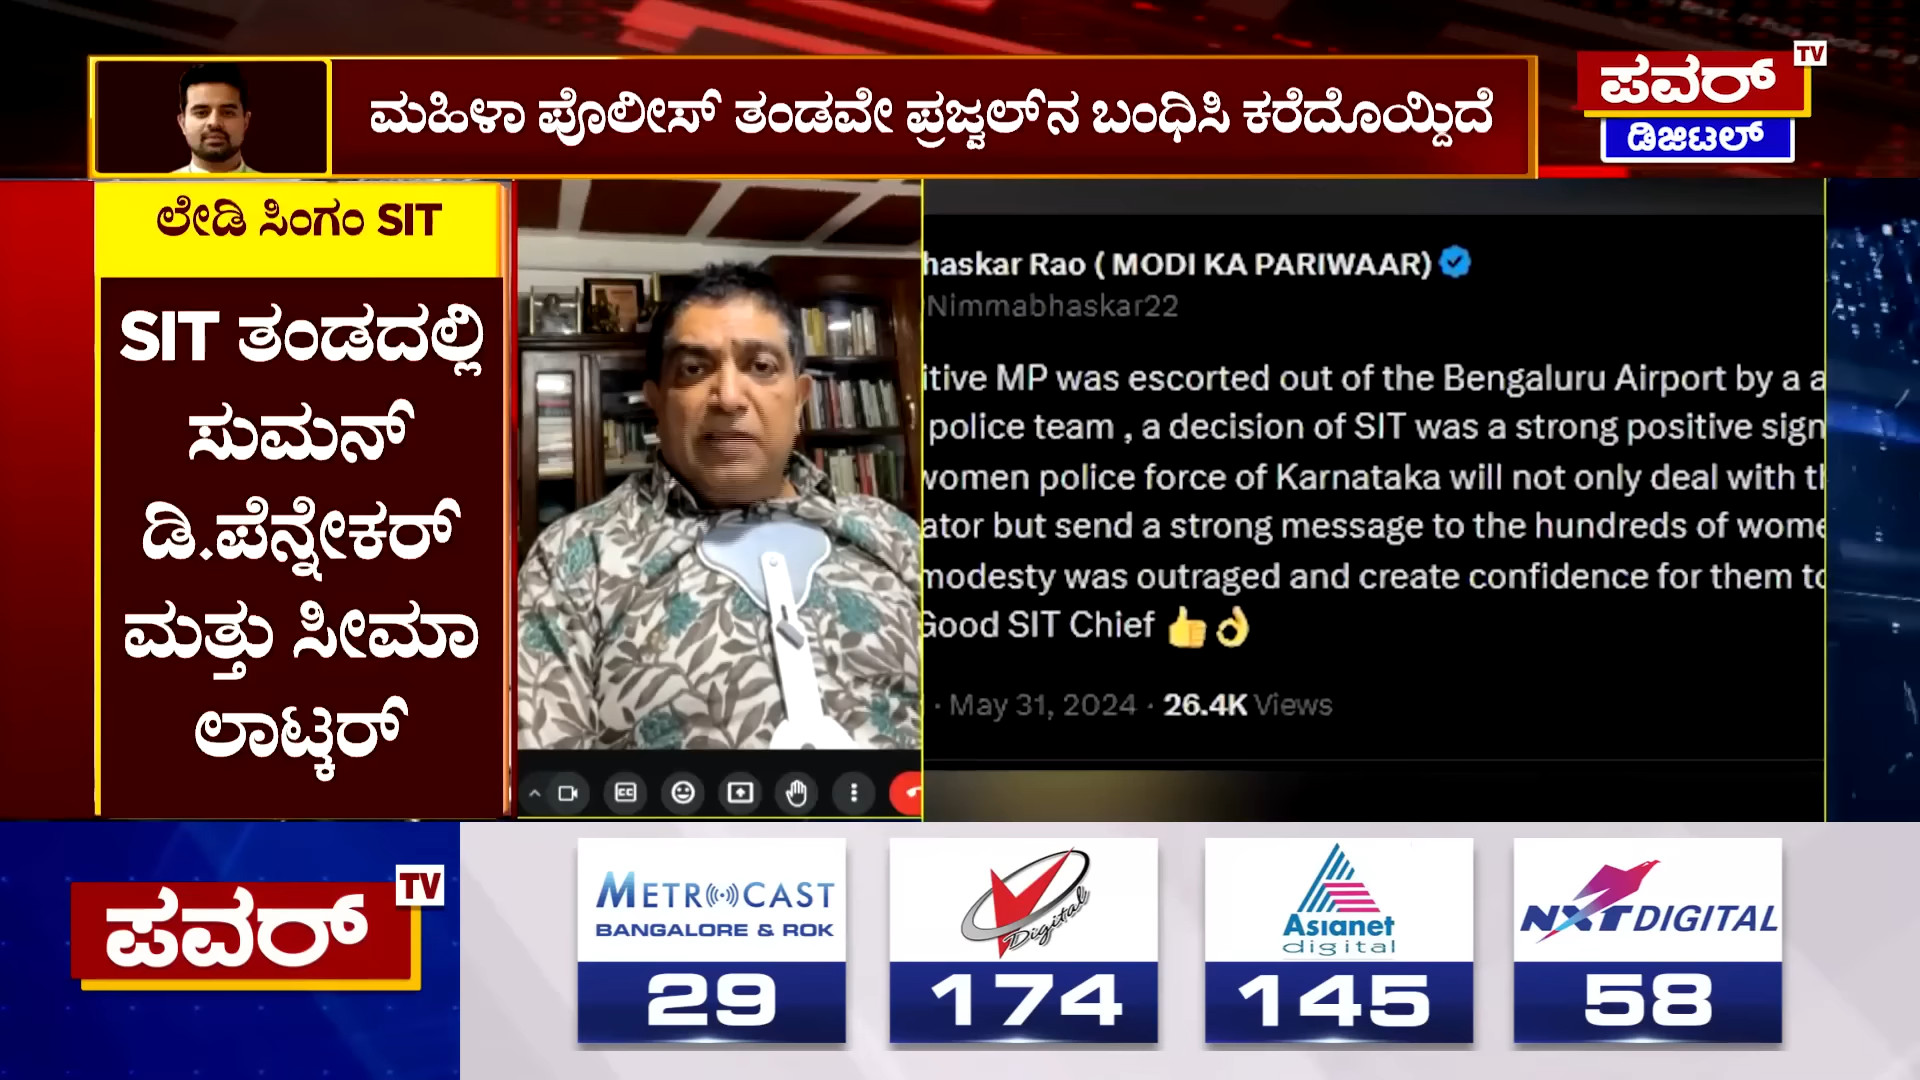 ಮಹಿಳಾ ಪೊಲೀಸ್ ತಂಡವೇ ಪ್ರಜ್ವಲ್‌ನ ಬಂಧಿಸಿ ಕರೆದೊಯ್ದಿದೆ
TV
ಪವರ್
ಡಿಜಿಟಲ್
ಲೇಡಿ ಸಿಂಗಂ SIT
SIT ತಂಡದಲ್ಲಿ
ಸುಮನ್
ಡಿ.ಪೆನ್ನೇಕರ್
ಮತ್ತು ಸೀಮಾ
ಲಾಟ್ಕರ್
haskar Rao ( MODI KA PARIWAAR)
Nimmabhaskar22
itive MP was escorted out of the Bengaluru Airport by a a
police team , a decision of SIT was a strong positive sign
women police force of Karnataka will not only deal with th
ator but send a strong message to the hundreds of wome
modesty was outraged and create confidence for them to
Good SIT Chief 👍👌
· May 31, 2024 · 26.4K Views
CC
TV
ಪವರ್
METROCAST
BANGALORE & ROK
29
Digital
174
Asianet
digital
145
NXTDIGITAL
58